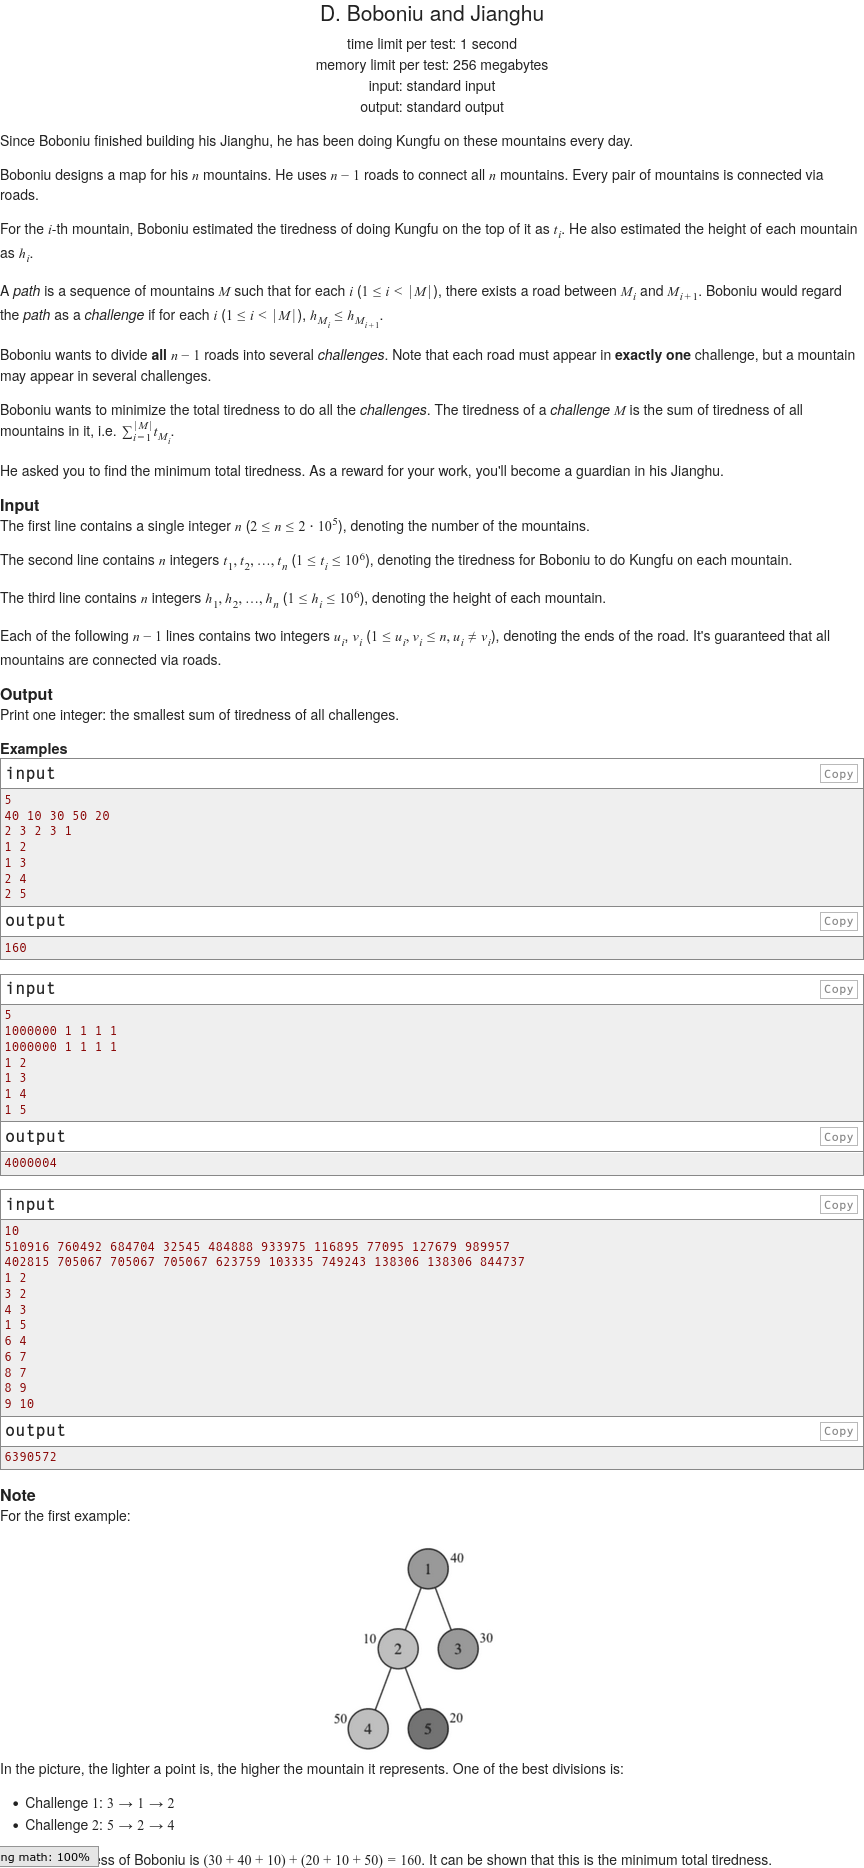 D. Boboniu and Jianghu
time limit per test: 1 second
memory limit per test: 256 megabytes
input: standard input
output: standard output
Since Boboniu finished building his Jianghu, he has been doing Kungfu on these mountains every day.
Boboniu designs a map for his n mountains. He uses n − 1 roads to connect all n mountains. Every pair of mountains is connected via
roads.
For the i-th mountain, Boboniu estimated the tiredness of doing Kungfu on the top of it as t_i. He also estimated the height of each mountain
as h_i.
A path is a sequence of mountains M such that for each i (1 ≤ i < |M|), there exists a road between M_i and M_{i+1}. Boboniu would regard
the path as a challenge if for each i (1 ≤ i < |M|), h_{M_i} ≤ h_{M_{i+1}}.
Boboniu wants to divide all n − 1 roads into several challenges. Note that each road must appear in exactly one challenge, but a mountain
may appear in several challenges.
Boboniu wants to minimize the total tiredness to do all the challenges. The tiredness of a challenge M is the sum of tiredness of all
mountains in it, i.e. ∑_{i=1}^{|M|} t_{M_i}.
He asked you to find the minimum total tiredness. As a reward for your work, you'll become a guardian in his Jianghu.
Input
The first line contains a single integer n (2 ≤ n ≤ 2 · 10^5), denoting the number of the mountains.
The second line contains n integers t_1, t_2, …, t_n (1 ≤ t_i ≤ 10^6), denoting the tiredness for Boboniu to do Kungfu on each mountain.
The third line contains n integers h_1, h_2, …, h_n (1 ≤ h_i ≤ 10^6), denoting the height of each mountain.
Each of the following n − 1 lines contains two integers u_i, v_i (1 ≤ u_i, v_i ≤ n, u_i ≠ v_i), denoting the ends of the road. It's guaranteed that all
mountains are connected via roads.
Output
Print one integer: the smallest sum of tiredness of all challenges.
Examples
input Copy
5
40 10 30 50 20
2 3 2 3 1
1 2
1 3
2 4
2 5
output Copy
160
input Copy
5
1000000 1 1 1 1
1000000 1 1 1 1
1 2
1 3
1 4
1 5
output Copy
4000004
input Copy
10
510916 760492 684704 32545 484888 933975 116895 77095 127679 989957
402815 705067 705067 705067 623759 103335 749243 138306 138306 844737
1 2
3 2
4 3
1 5
6 4
6 7
8 7
8 9
9 10
output Copy
6390572
Note
For the first example:
1 40
10 2 3 30
50 4 5 20
In the picture, the lighter a point is, the higher the mountain it represents. One of the best divisions is:
• Challenge 1: 3 → 1 → 2
• Challenge 2: 5 → 2 → 4
ng math: 100% ess of Boboniu is (30 + 40 + 10) + (20 + 10 + 50) = 160. It can be shown that this is the minimum total tiredness.